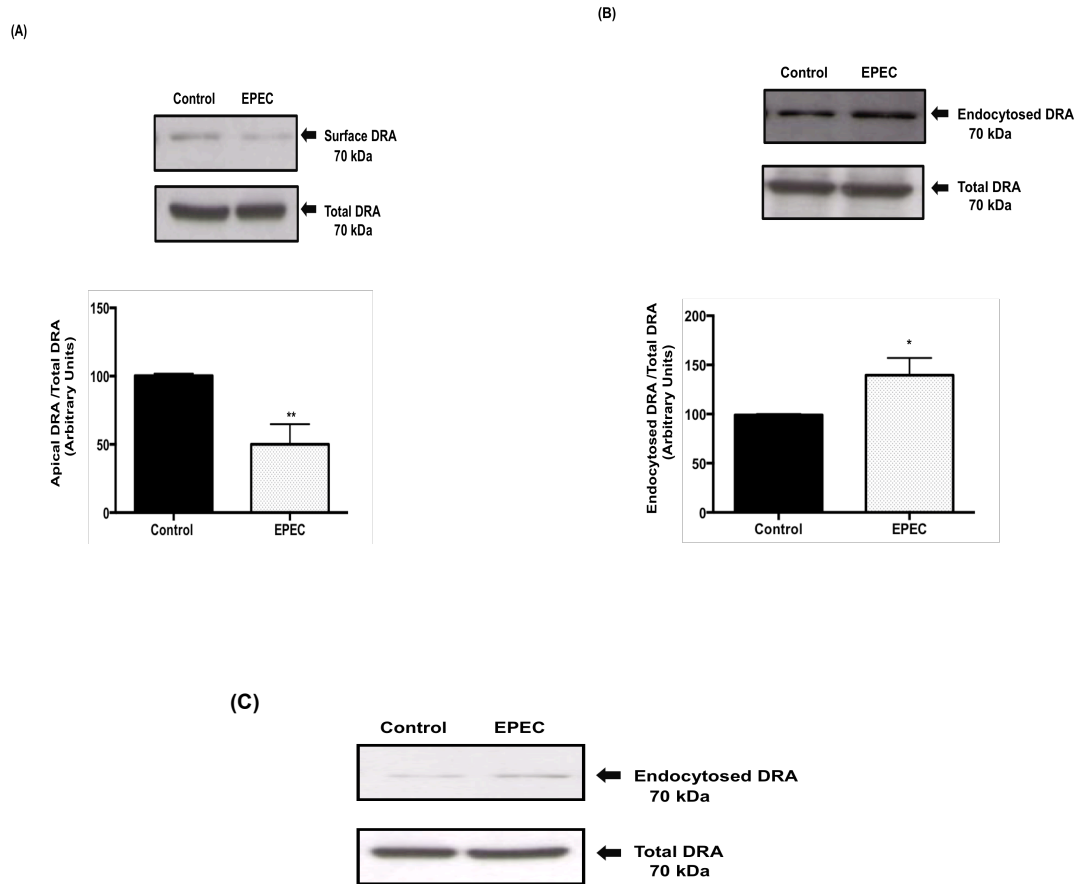 (A)
Control EPEC
Surface DRA
70 kDa
Total DRA
70 kDa
150
100
50
0
Apical DRA /Total DRA
(Arbitrary Units)
**
Control EPEC
(B)
Control EPEC
Endocytosed DRA
70 kDa
Total DRA
70 kDa
200
150
100
50
0
Endocytosed DRA /Total DRA
(Arbitrary Units)
*
Control EPEC
(C)
Control EPEC
Endocytosed DRA
70 kDa
Total DRA
70 kDa